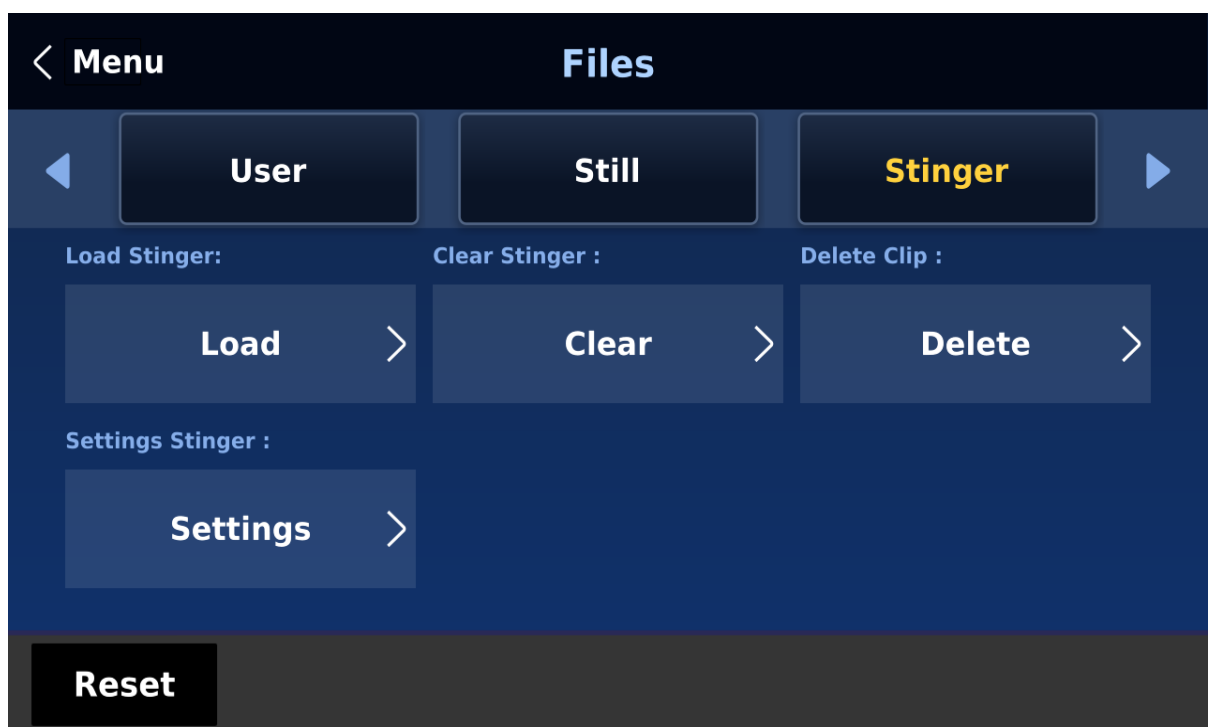 Menu
Files
User
Still
Stinger
Load Stinger:
Clear Stinger :
Delete Clip :
Load
Clear
Delete
Settings Stinger :
Settings
Reset